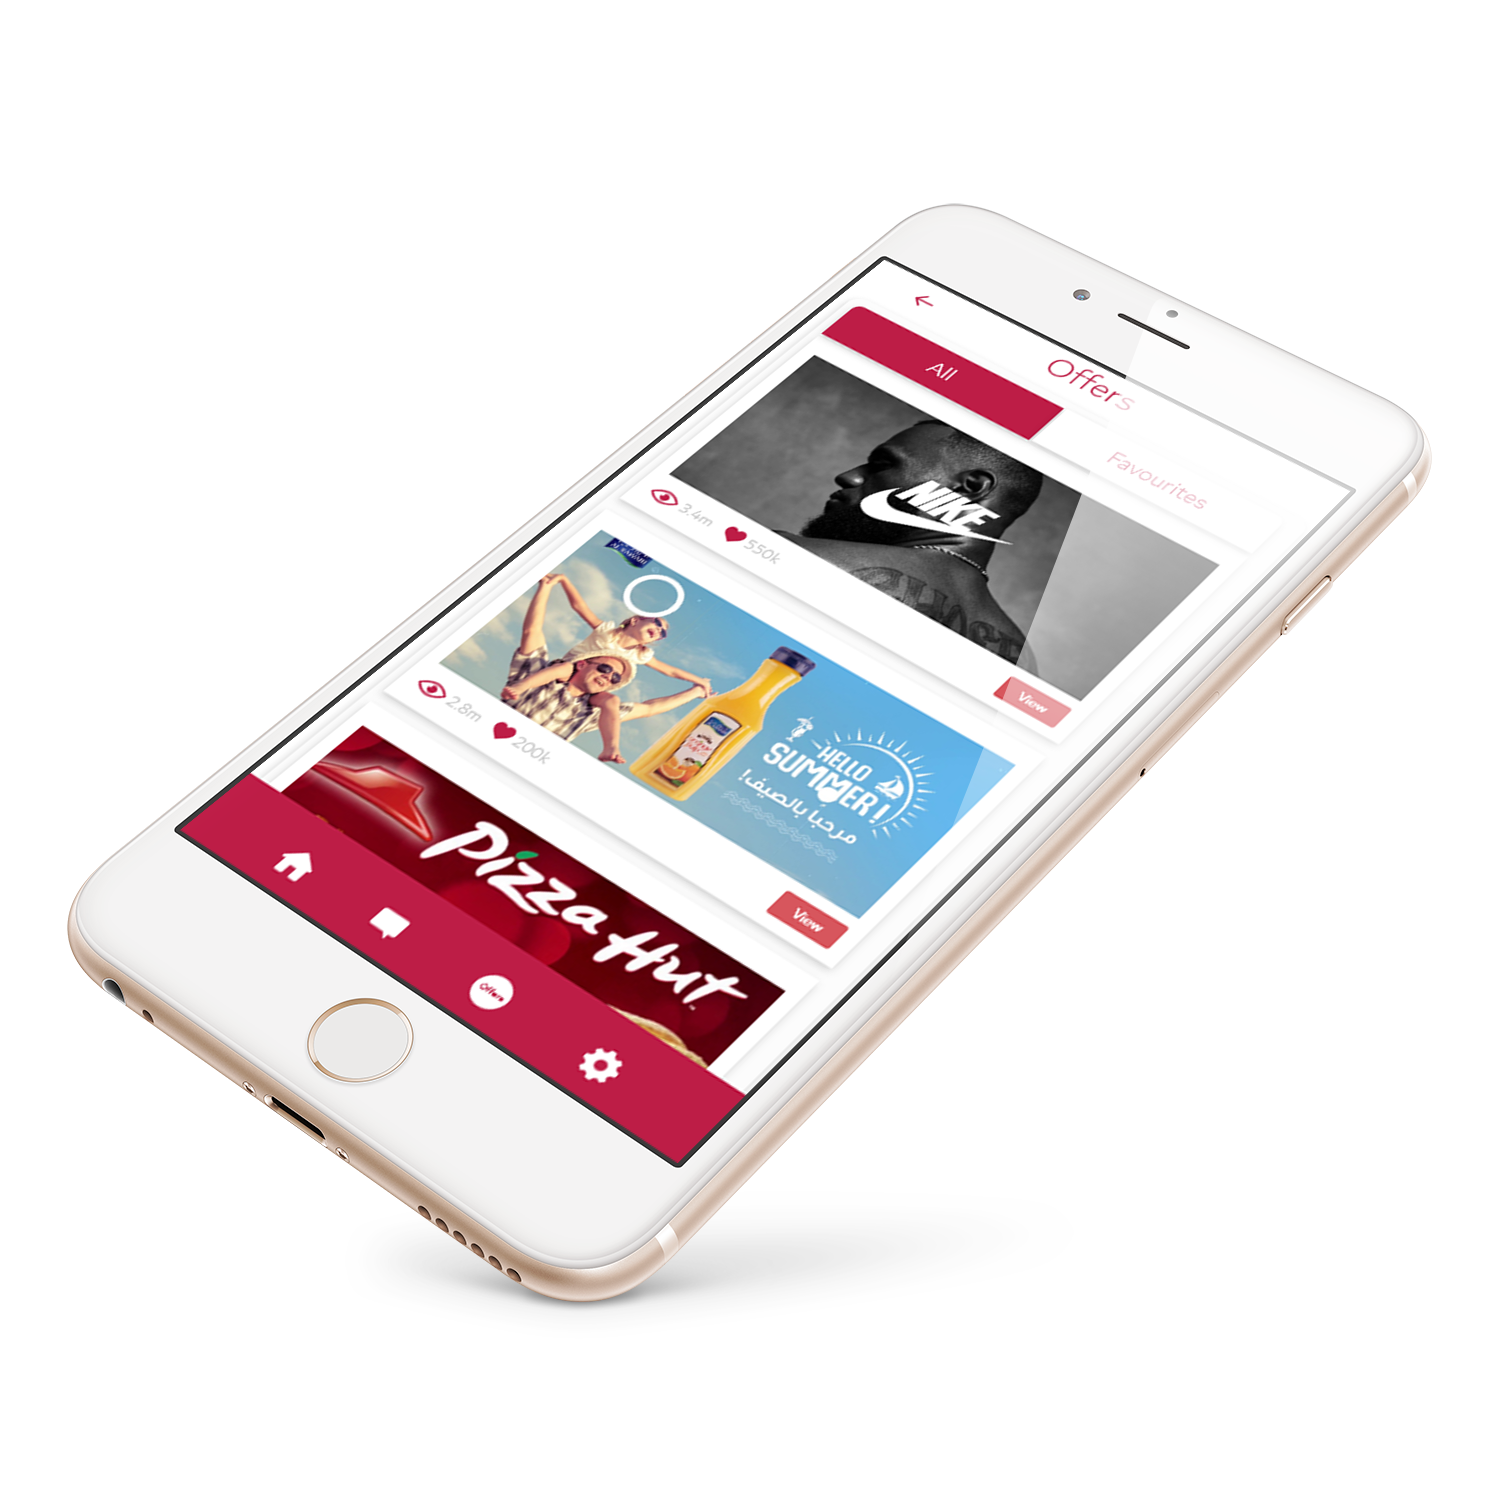 Offers
All
Favourites
NIKE
3.4m
550k
View
HELLO
SUMMER!
مرحبا بالصيف!
2.8m
200k
View
Pizza Hut
Offers